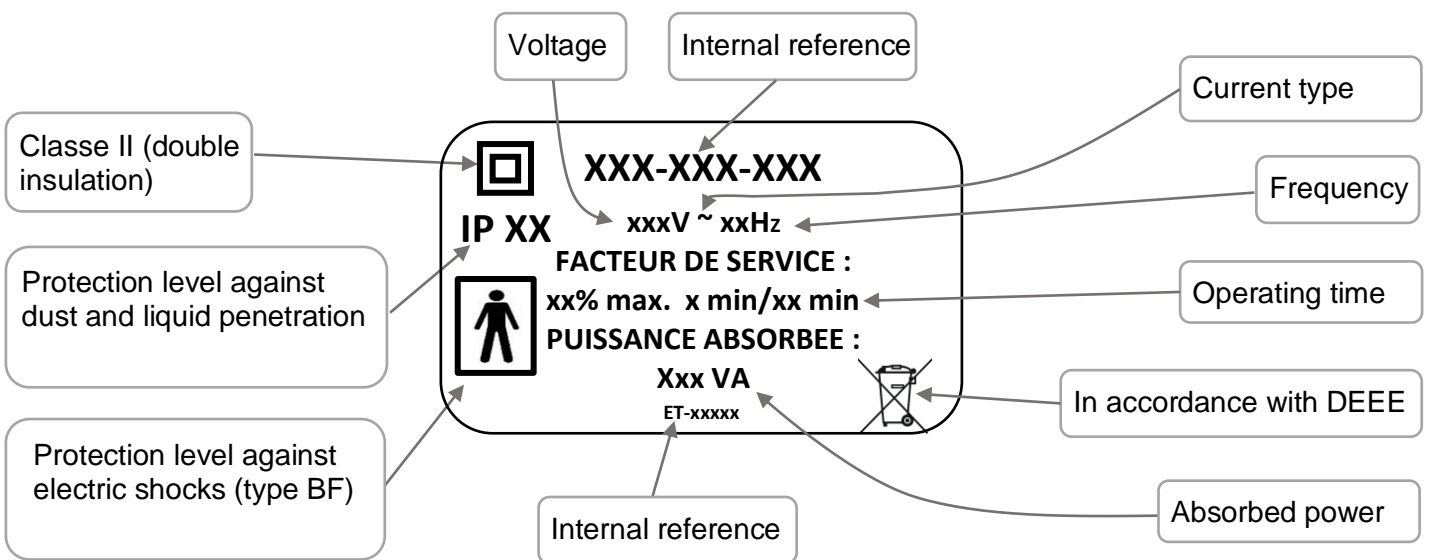 Voltage
Internal reference
Current type
Classe II (double
insulation)
XXX-XXX-XXX
Frequency
IP XX
xxxV ~ xxHz
FACTEUR DE SERVICE :
Protection level against
dust and liquid penetration
xx% max. x min/xx min
Operating time
PUISSANCE ABSORBEE :
Xxx VA
In accordance with DEEE
ET-xxxxx
Protection level against
electric shocks (type BF)
Internal reference
Absorbed power